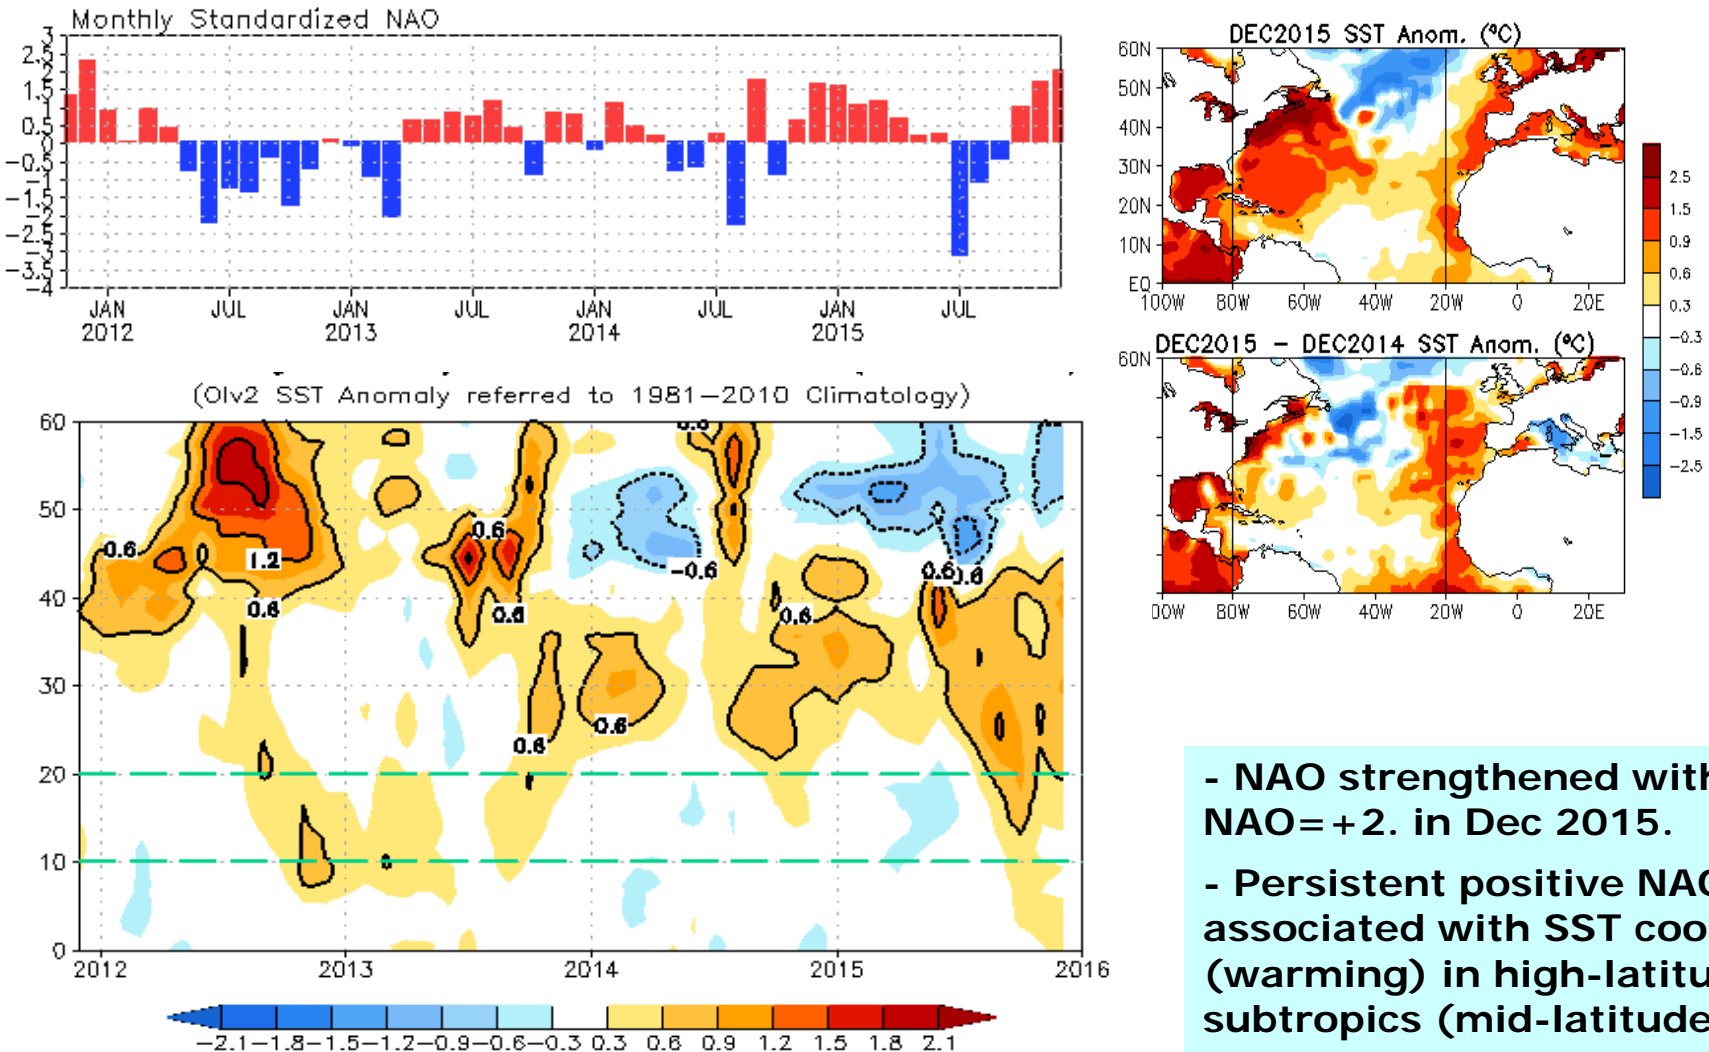 Monthly Standardized NAO
3
2.5
2
1.5
1
0.5
0
-0.5
-1
-1.5
-2
-2.5
-3
-3.5
-4
JAN JUL JAN JUL JAN JUL JAN JUL
2012 2013 2014 2015
(OIv2 SST Anomaly referred to 1981-2010 Climatology)
60
50
40
30
20
10
0
0.6
1.2
0.6
0.6
0.6
0.6
0.6
-0.6
0.6
0.6
0.6
2012 2013 2014 2015 2016
-2.1 -1.8 -1.5 -1.2 -0.9 -0.6 -0.3 0.3 0.6 0.9 1.2 1.5 1.8 2.1
DEC2015 SST Anom. (°C)
60N
50N
40N
30N
20N
10N
EQ
100W 80W 60W 40W 20W 0 20E
DEC2015 - DEC2014 SST Anom. (°C)
60N
00W 80W 60W 40W 20W 0 20E
2.5
1.5
0.9
0.6
0.3
-0.3
-0.6
-0.9
-1.5
-2.5
- NAO strengthened with
NAO=+2. in Dec 2015.
- Persistent positive NAO
associated with SST coo
(warming) in high-latitu
subtropics (mid-latitude